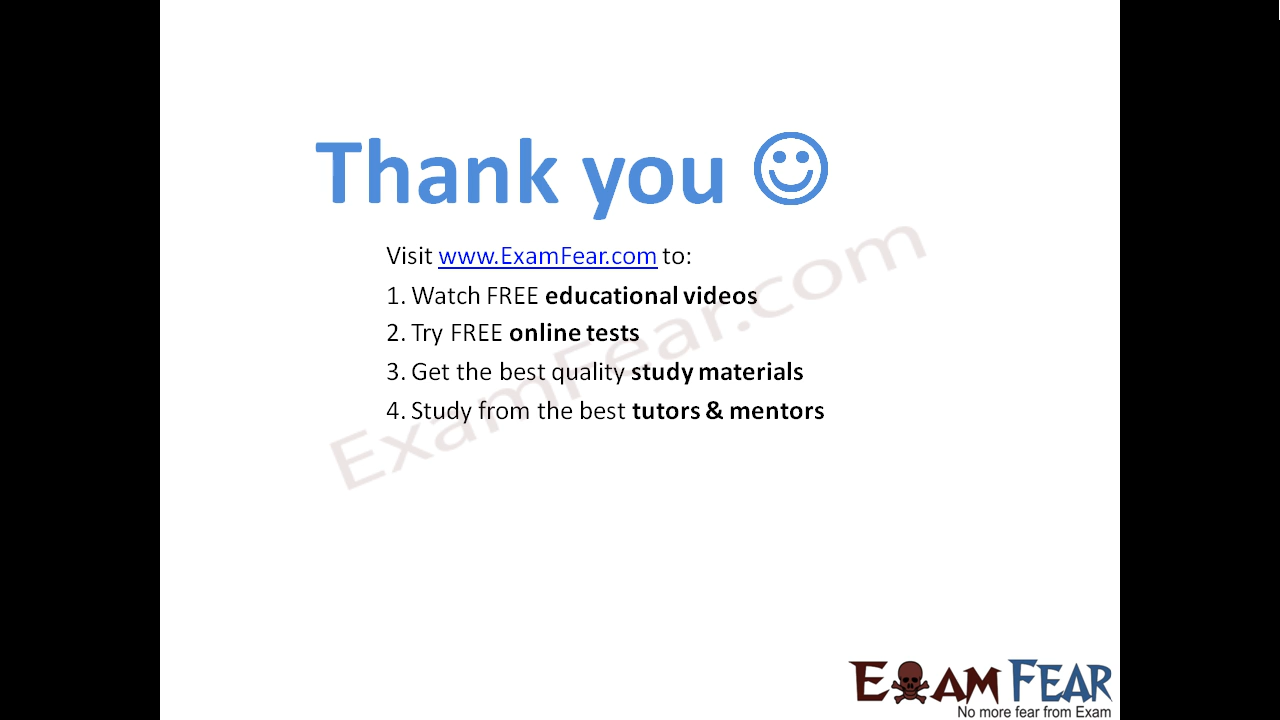 Thank you ☺
Visit www.ExamFear.com to:
1. Watch FREE educational videos
2. Try FREE online tests
3. Get the best quality study materials
4. Study from the best tutors & mentors
ExamFear.com
EXAM FEAR
No more fear from Exam